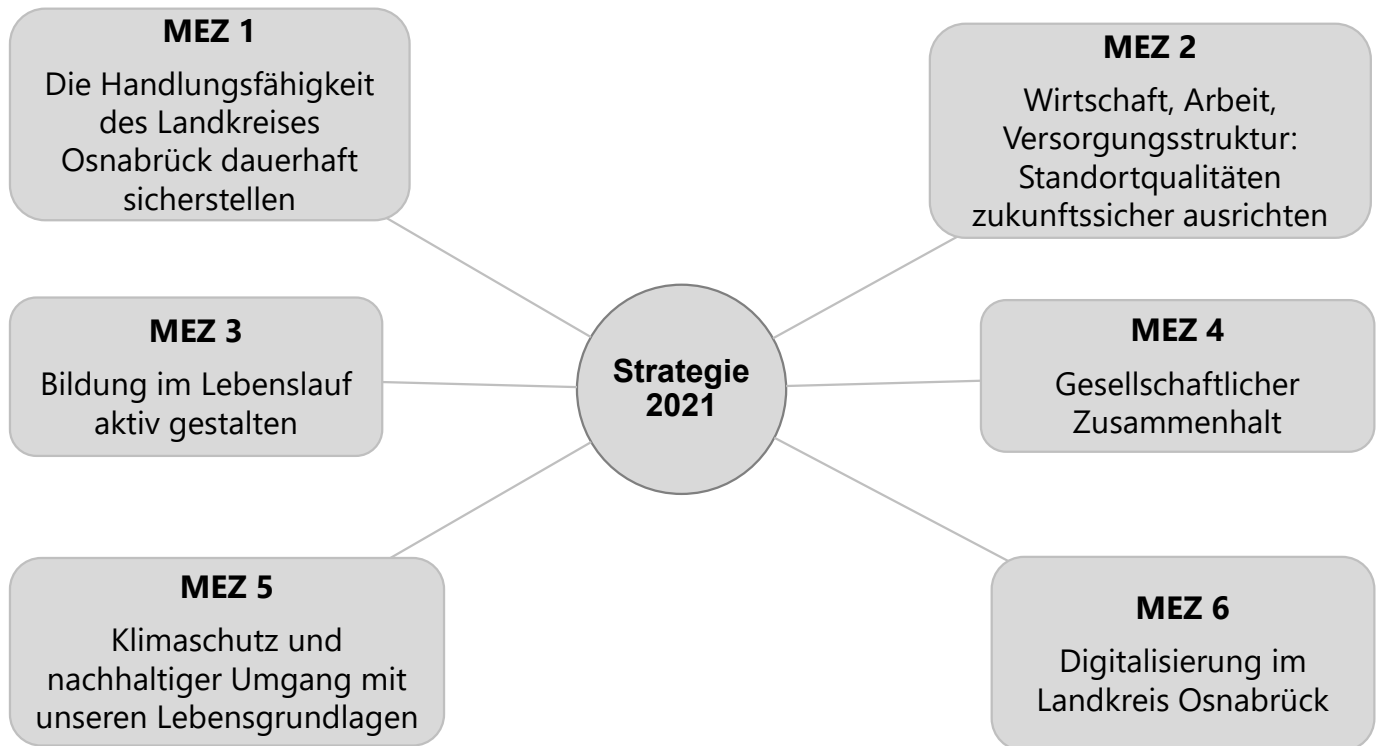 MEZ 1
Die Handlungsfähigkeit
des Landkreises
Osnabrück dauerhaft
sicherstellen
MEZ 2
Wirtschaft, Arbeit,
Versorgungsstruktur:
Standortqualitäten
zukunftssicher ausrichten
MEZ 3
Bildung im Lebenslauf
aktiv gestalten
Strategie
2021
MEZ 4
Gesellschaftlicher
Zusammenhalt
MEZ 5
Klimaschutz und
nachhaltiger Umgang mit
unseren Lebensgrundlagen
MEZ 6
Digitalisierung im
Landkreis Osnabrück